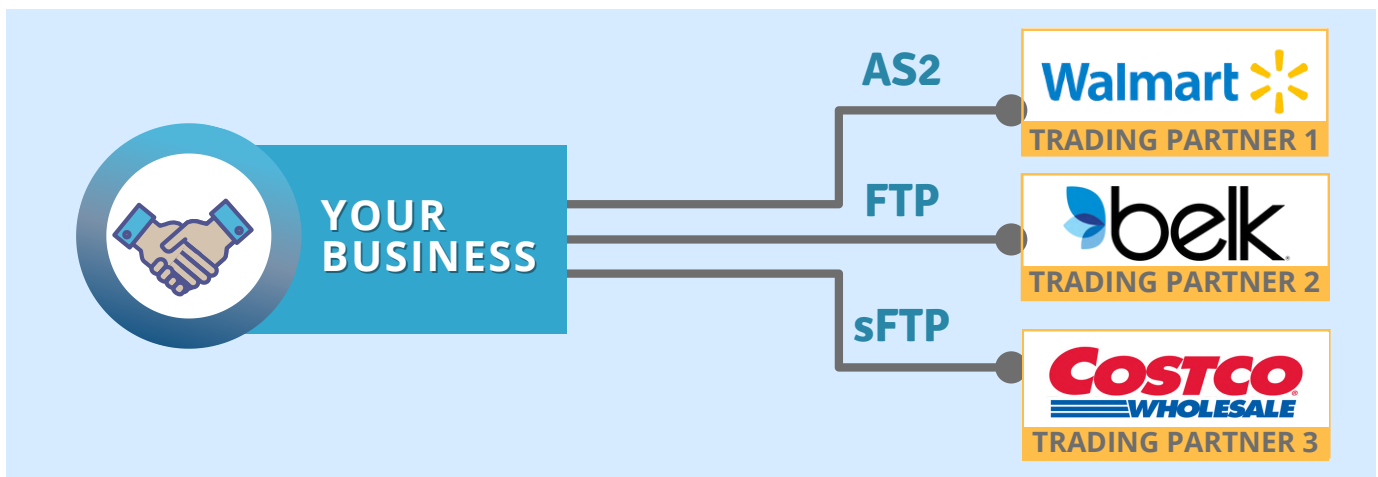 YOUR
BUSINESS
AS2
Walmart
TRADING PARTNER 1
FTP
belk
TRADING PARTNER 2
sFTP
COSTCO
WHOLESALE
TRADING PARTNER 3